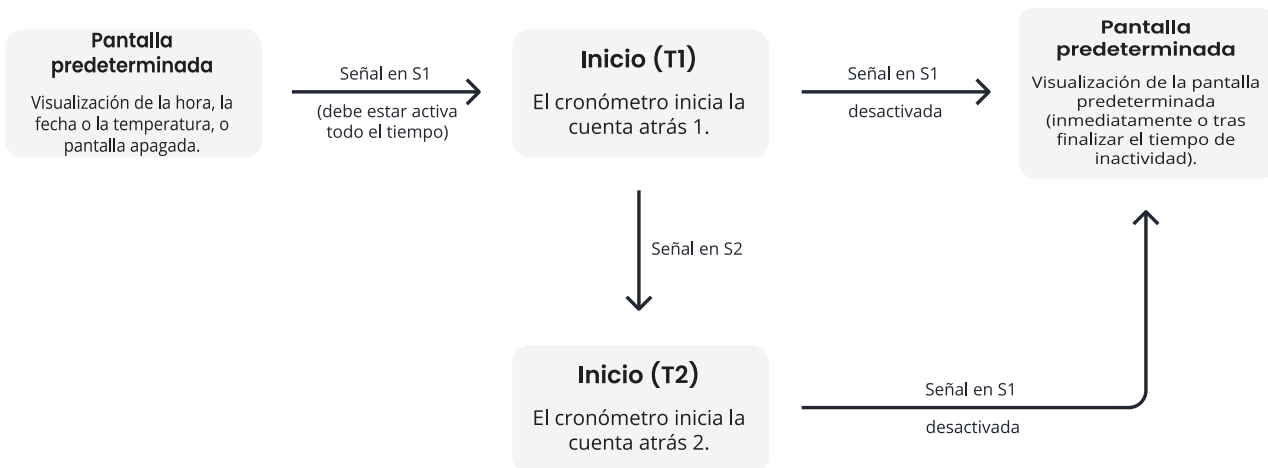 Pantalla
predeterminada
Visualización de la hora, la
fecha o la temperatura, o
pantalla apagada.
Señal en S1
(debe estar activa
todo el tiempo)
Inicio (T1)
El cronómetro inicia la
cuenta atrás 1.
Señal en S1
desactivada
Pantalla
predeterminada
Visualización de la pantalla
predeterminada
(inmediatamente o tras
finalizar el tiempo de
inactividad).
Señal en S2
Inicio (T2)
El cronómetro inicia la
cuenta atrás 2.
Señal en S1
desactivada